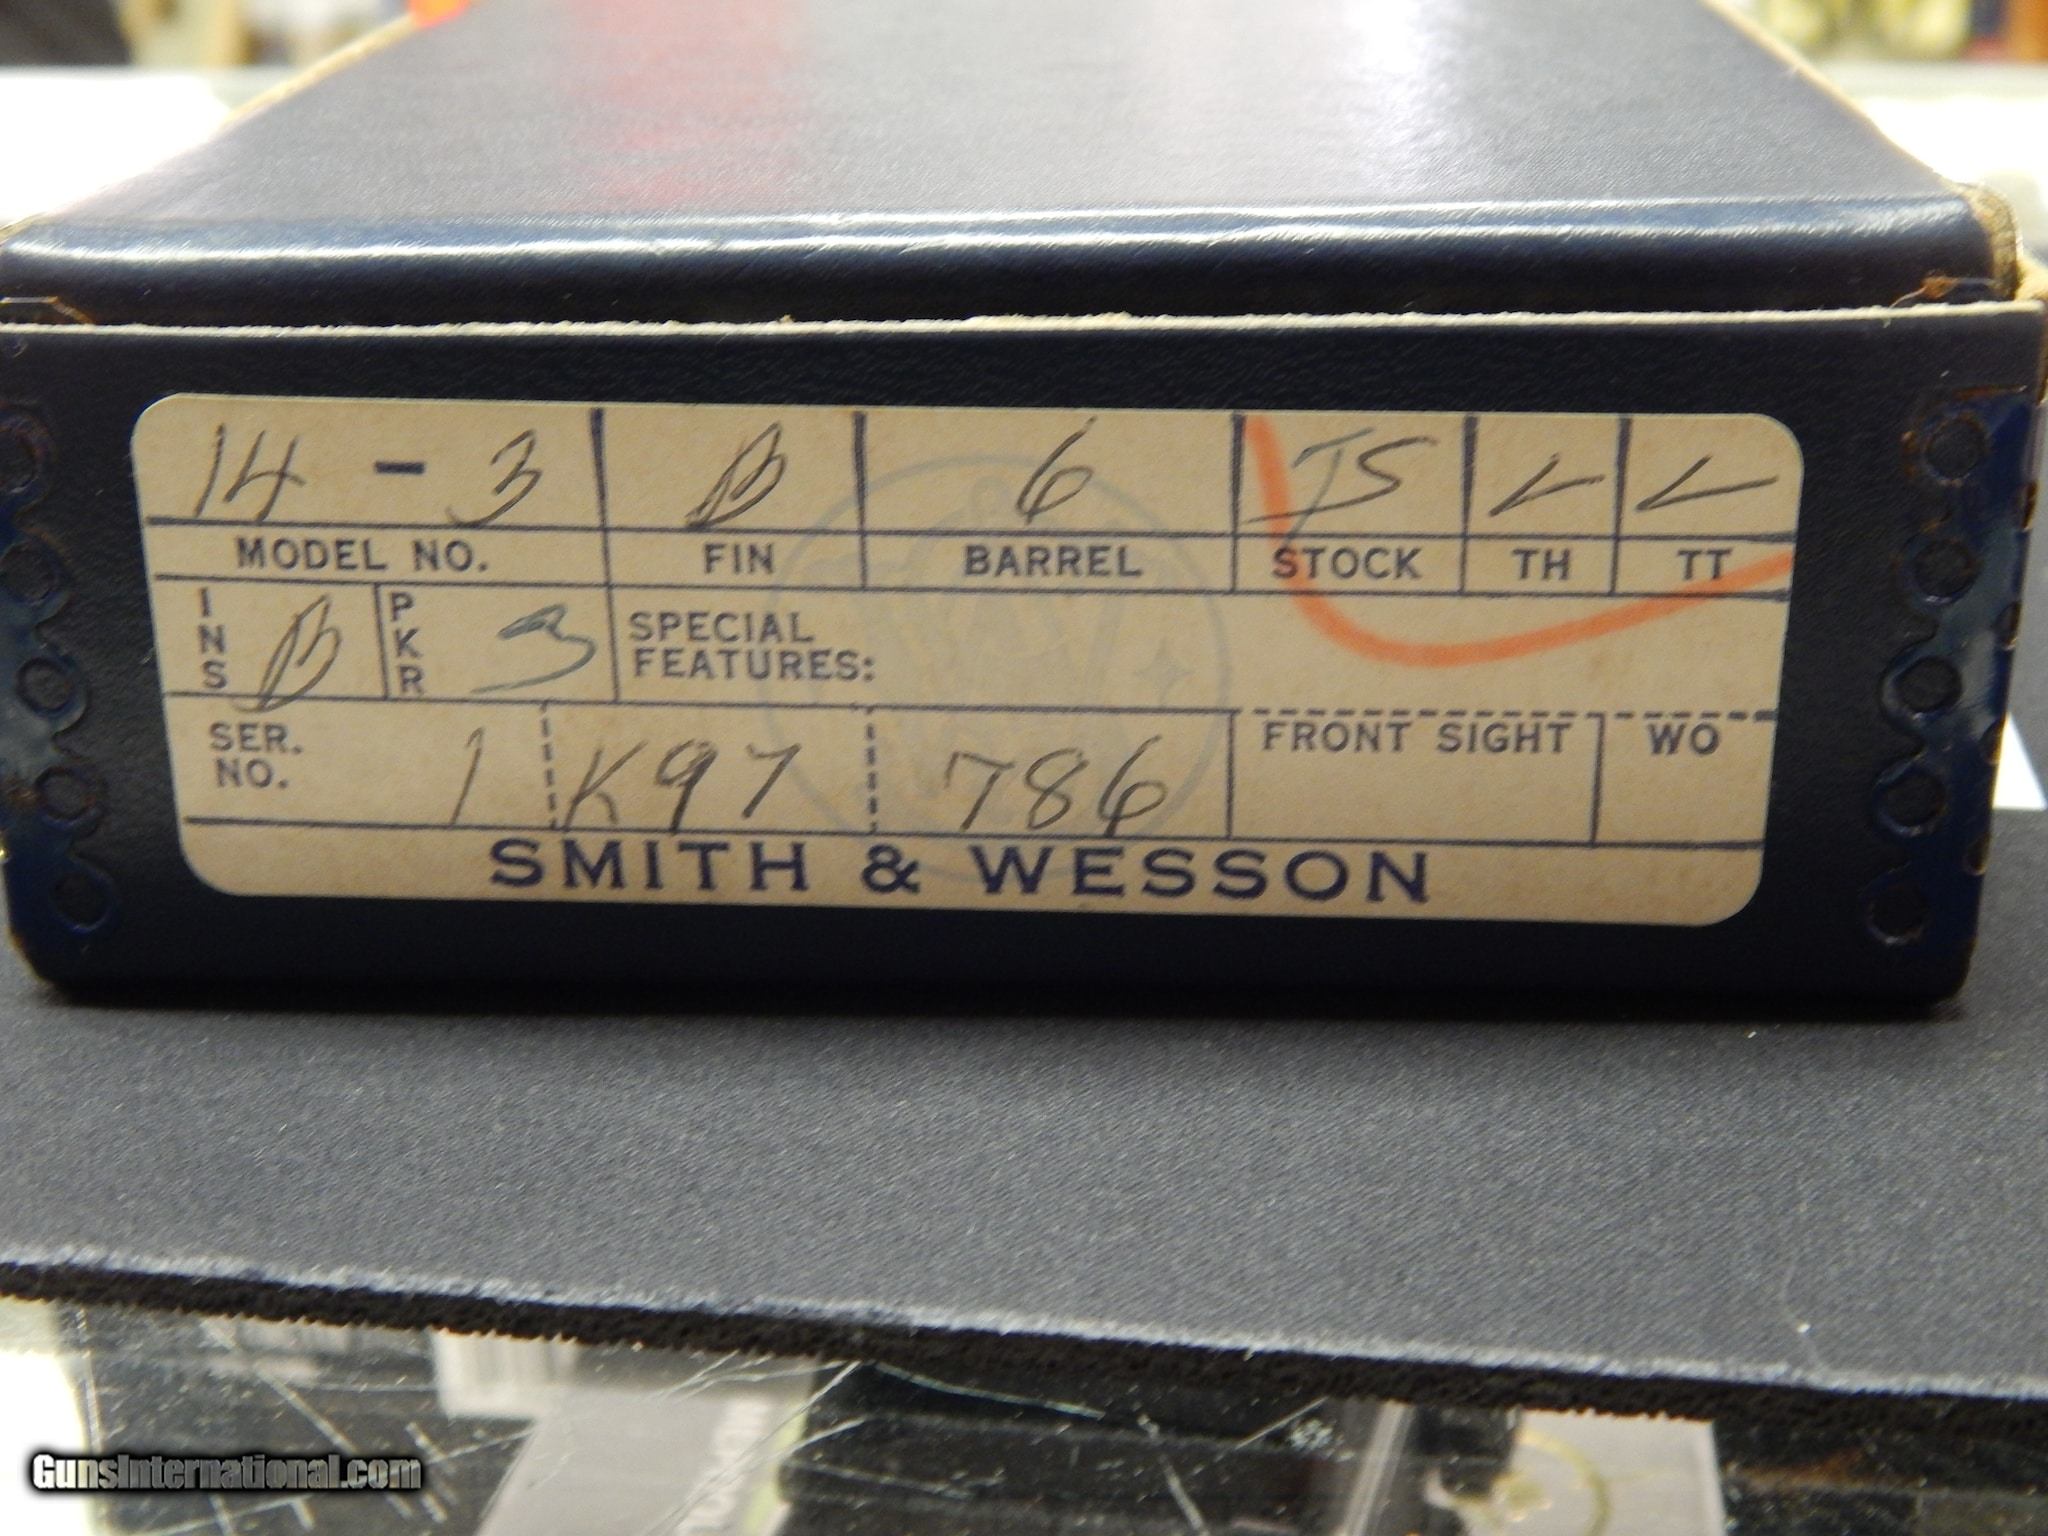 14 - 3 B 6 TS ✓ ✓
MODEL NO. FIN BARREL STOCK TH TT
INS B PKR 3 SPECIAL
FEATURES:
SER.
NO. 1 K97 786 FRONT SIGHT WO
SMITH & WESSON
GunsInternational.com